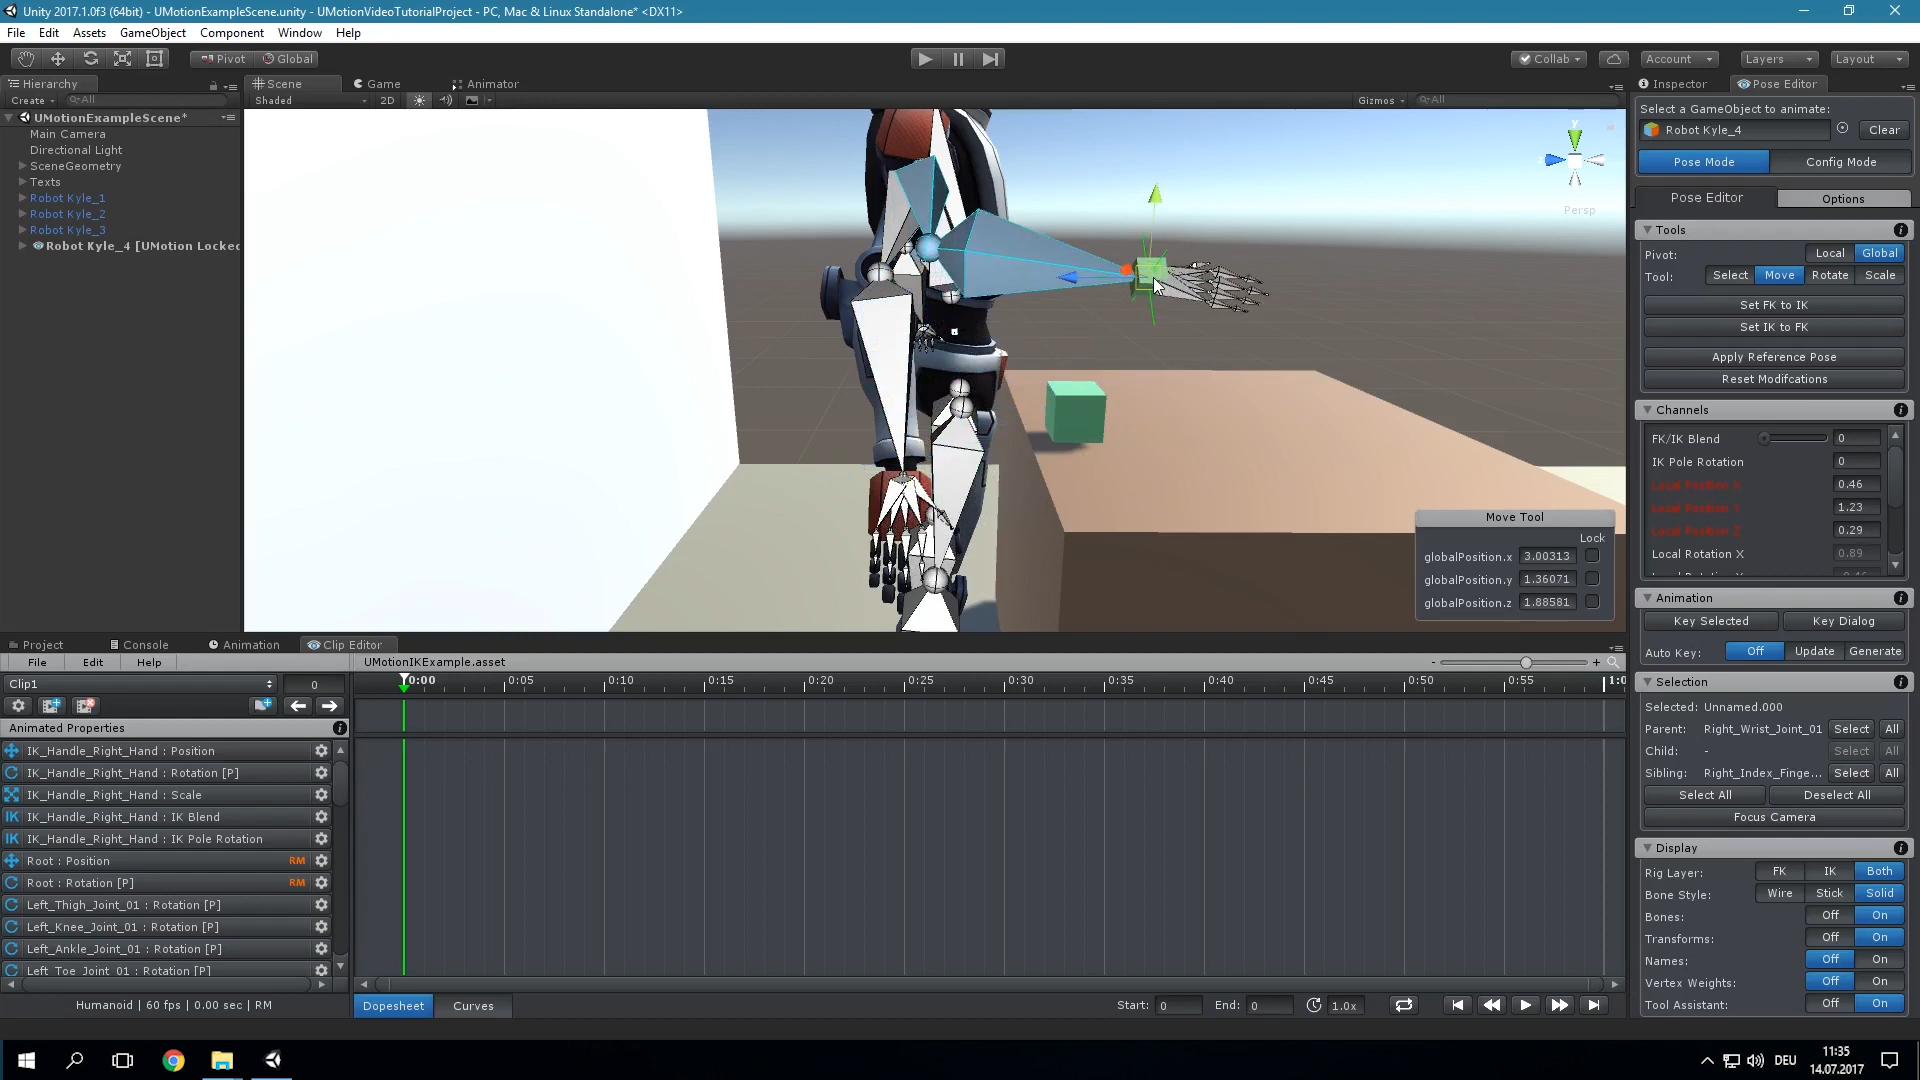 Unity 2017.1.0f3 (64bit) - UMotionExampleScene.unity - UMotionVideoTutorialProject - PC, Mac & Linux Standalone* <DX11>
File Edit Assets GameObject Component Window Help
Pivot Global Collab Account Layers Layout
Hierarchy Scene Game Animator Inspector Pose Editor
Create All Shaded 2D Gizmos All
UMotionExampleScene*
Main Camera
Directional Light
SceneGeometry
Texts
Robot Kyle_1
Robot Kyle_2
Robot Kyle_3
Robot Kyle_4 [UMotion Locked
y
Persp
Move Tool
Lock
globalPosition.x 3.00313
globalPosition.y 1.36071
globalPosition.z 1.88581
Select a GameObject to animate:
Robot Kyle_4 Clear
Pose Mode Config Mode
Pose Editor Options
Tools
Pivot: Local Global
Tool: Select Move Rotate Scale
Set FK to IK
Set IK to FK
Apply Reference Pose
Reset Modifcations
Channels
FK/IK Blend 0
IK Pole Rotation 0
Local Position X 0.46
Local Position Y 1.23
Local Position Z 0.29
Local Rotation X 0.89
Animation
Key Selected Key Dialog
Auto Key: Off Update Generate
Selection
Selected: Unnamed.000
Parent: Right_Wrist_Joint_01 Select All
Child: - Select All
Sibling: Right_Index_Finge... Select All
Select All Deselect All
Focus Camera
Display
Rig Layer: FK IK Both
Bone Style: Wire Stick Solid
Bones: Off On
Transforms: Off On
Names: Off On
Vertex Weights: Off On
Tool Assistant: Off On
Project Console Animation Clip Editor
File Edit Help UMotionIKExample.asset - +
Clip1 0
0:00 0:05 0:10 0:15 0:20 0:25 0:30 0:35 0:40 0:45 0:50 0:55 1:0
Animated Properties
IK_Handle_Right_Hand : Position
IK_Handle_Right_Hand : Rotation [P]
IK_Handle_Right_Hand : Scale
IK IK_Handle_Right_Hand : IK Blend
IK IK_Handle_Right_Hand : IK Pole Rotation
Root : Position RM
Root : Rotation [P] RM
Left_Thigh_Joint_01 : Rotation [P]
Left_Knee_Joint_01 : Rotation [P]
Left_Ankle_Joint_01 : Rotation [P]
Left_Toe_Joint_01 : Rotation [P]
Humanoid | 60 fps | 0.00 sec | RM
Dopesheet Curves Start: 0 End: 0 1.0x
DEU 11:35
14.07.2017